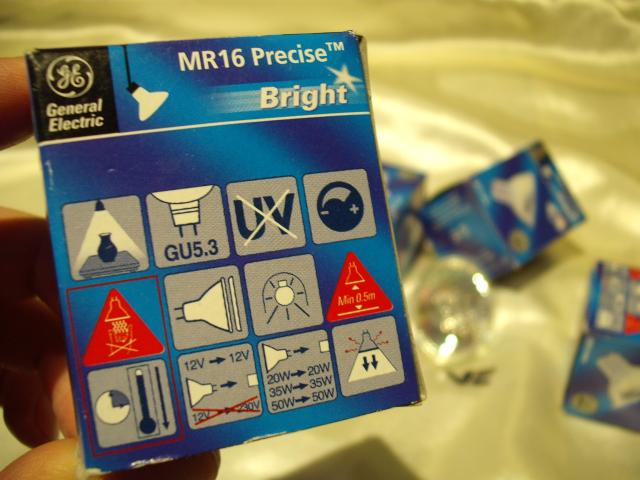 MR16 Precise™
Bright
General
Electric
GU5.3
UV
- +
Min 0.5m
12V → 12V
12V → 230V
20W → 20W
35W → 35W
50W → 50W